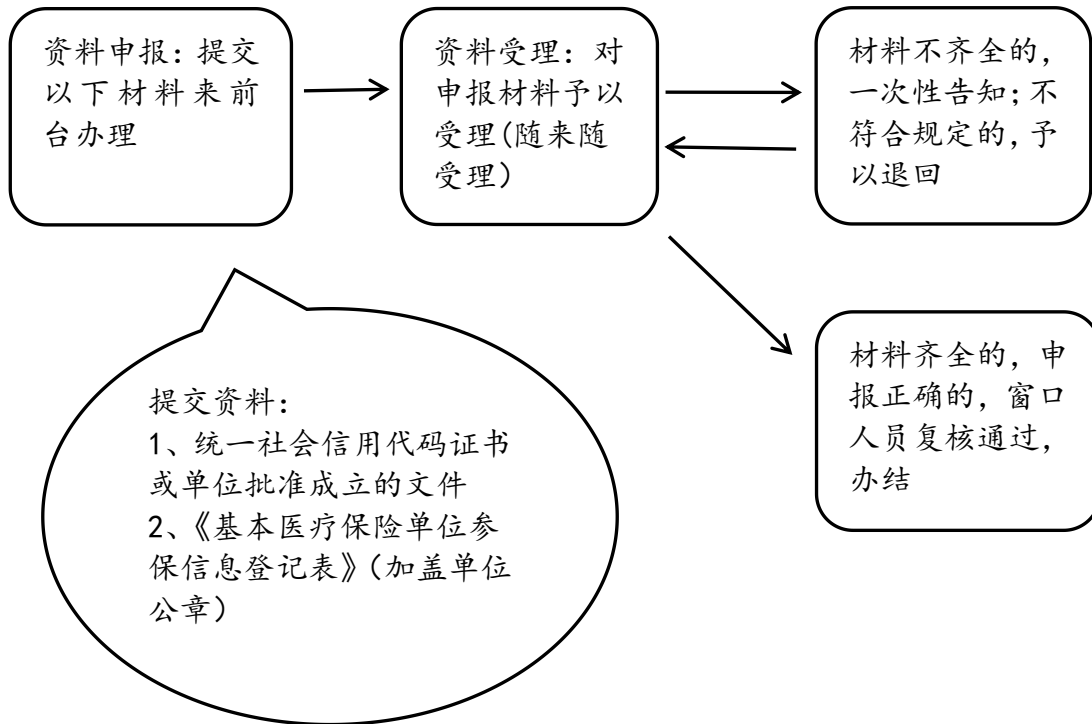 资料申报：提交
以下材料来前
台办理
资料受理：对
申报材料予以
受理（随来随
受理）
材料不齐全的，
一次性告知；不
符合规定的，予
以退回
材料齐全的，申
报正确的，窗口
人员复核通过，
办结
提交资料：
1、统一社会信用代码证书
或单位批准成立的文件
2、《基本医疗保险单位参
保信息登记表》（加盖单位
公章）